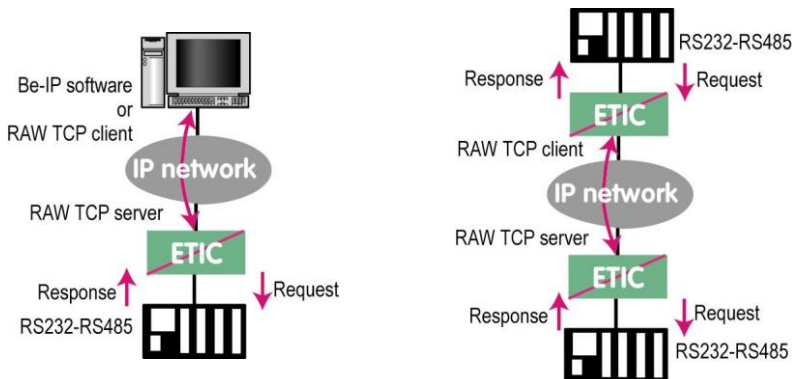 Be-IP software
or
RAW TCP client
IP network
RAW TCP server
ETIC
Response
Request
RS232-RS485
RS232-RS485
Response
Request
ETIC
RAW TCP client
IP network
RAW TCP server
ETIC
Response
Request
RS232-RS485